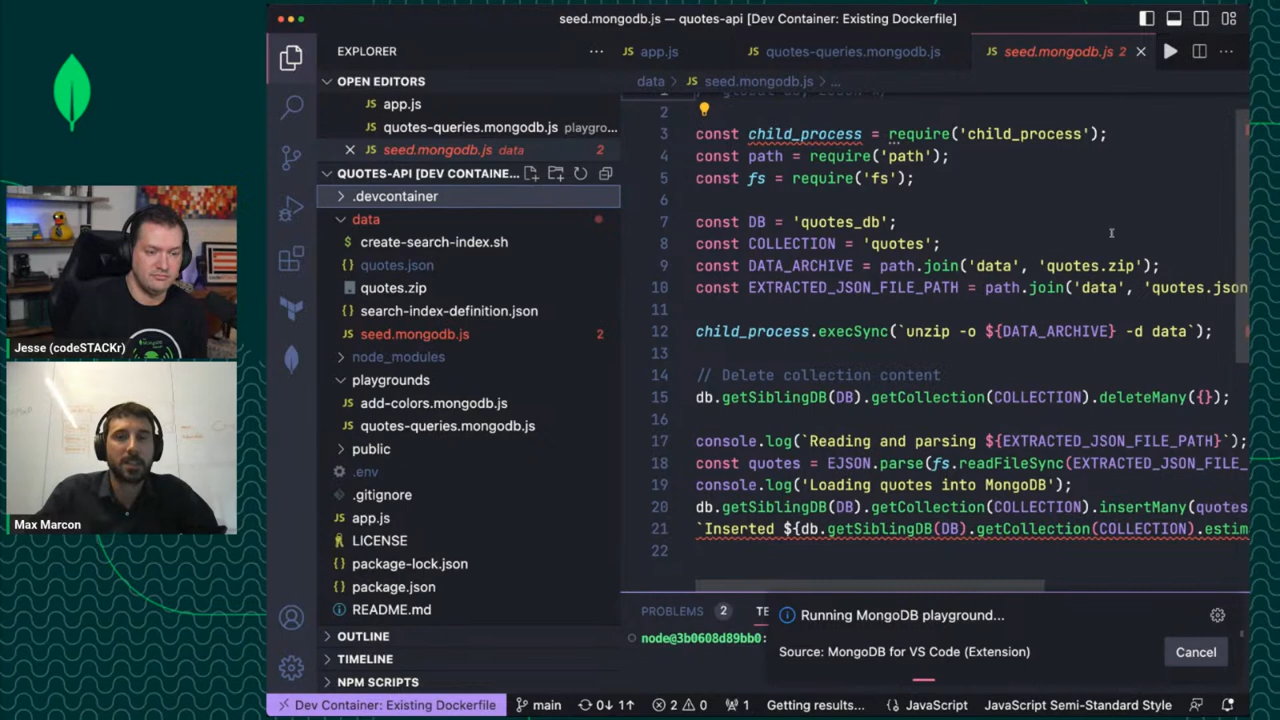 seed.mongodb.js — quotes-api [Dev Container: Existing Dockerfile]
EXPLORER
OPEN EDITORS
app.js
quotes-queries.mongodb.js playgro...
seed.mongodb.js data 2
QUOTES-API [DEV CONTAINE...
.devcontainer
data
create-search-index.sh
quotes.json
quotes.zip
search-index-definition.json
seed.mongodb.js 2
node_modules
playgrounds
add-colors.mongodb.js
quotes-queries.mongodb.js
public
.env
.gitignore
app.js
LICENSE
package-lock.json
package.json
README.md
OUTLINE
TIMELINE
NPM SCRIPTS
app.js quotes-queries.mongodb.js seed.mongodb.js 2
data > seed.mongodb.js > ...
2
3 const child_process = require('child_process');
4 const path = require('path');
5 const fs = require('fs');
6
7 const DB = 'quotes_db';
8 const COLLECTION = 'quotes';
9 const DATA_ARCHIVE = path.join('data', 'quotes.zip');
10 const EXTRACTED_JSON_FILE_PATH = path.join('data', 'quotes.json
11
12 child_process.execSync(`unzip -o ${DATA_ARCHIVE} -d data`);
13
14 // Delete collection content
15 db.getSiblingDB(DB).getCollection(COLLECTION).deleteMany({});
16
17 console.log(`Reading and parsing ${EXTRACTED_JSON_FILE_PATH}`);
18 const quotes = EJSON.parse(fs.readFileSync(EXTRACTED_JSON_FILE_
19 console.log('Loading quotes into MongoDB');
20 db.getSiblingDB(DB).getCollection(COLLECTION).insertMany(quotes
21 `Inserted ${db.getSiblingDB(DB).getCollection(COLLECTION).estim
22
PROBLEMS 2 TE
node@3b0608d89bb0:
Running MongoDB playground...
Source: MongoDB for VS Code (Extension)
Cancel
Dev Container: Existing Dockerfile main 0↓ 1↑ 2 0 1 Getting results... {} JavaScript JavaScript Semi-Standard Style
Jesse (codeSTACKr)
Max Marcon